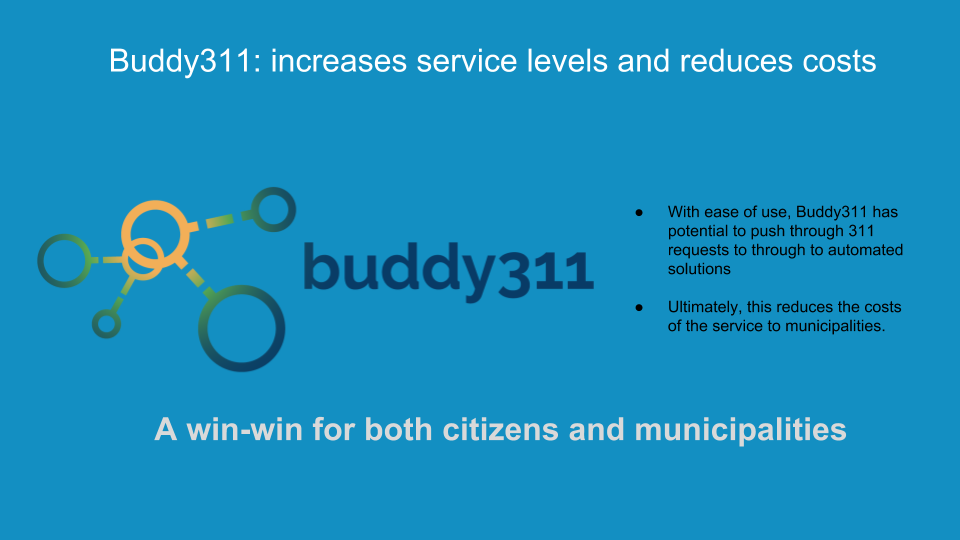 Buddy311: increases service levels and reduces costs
buddy311
● With ease of use, Buddy311 has
potential to push through 311
requests to through to automated
solutions
● Ultimately, this reduces the costs
of the service to municipalities.
A win-win for both citizens and municipalities